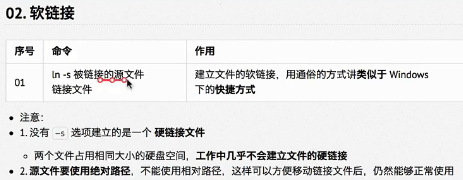 02. 软链接
序号 命令 作用
01 ln -s 被链接的源文件 建立文件的软链接，用通俗的方式讲类似于 Windows
链接文件 下的快捷方式
• 注意：
• 1. 没有 -s 选项建立的是一个 硬链接文件
◦ 两个文件占用相同大小的硬盘空间，工作中几乎不会建立文件的硬链接
• 2. 源文件要使用绝对路径，不能使用相对路径，这样可以方便移动链接文件后，仍然能够正常使用